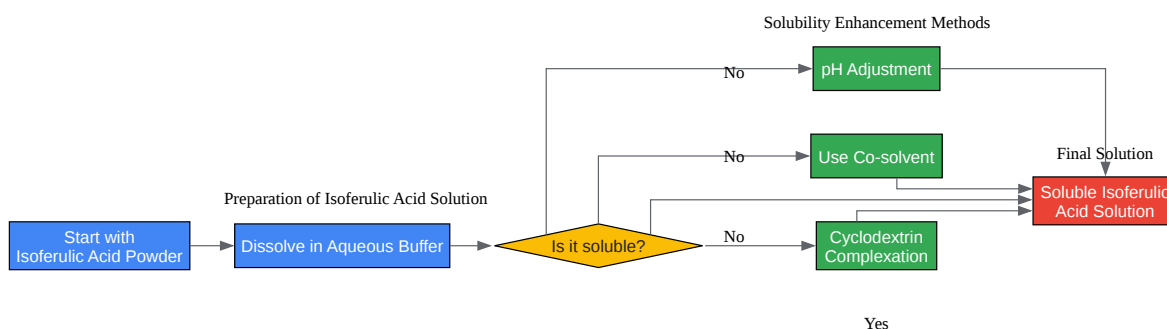 Solubility Enhancement Methods
No
pH Adjustment
No
Use Co-solvent
Final Solution
Soluble Isoferulic
Acid Solution
Preparation of Isoferulic Acid Solution
Start with
Isoferulic Acid Powder
Dissolve in Aqueous Buffer
Is it soluble?
No
Cyclodextrin
Complexation
Yes